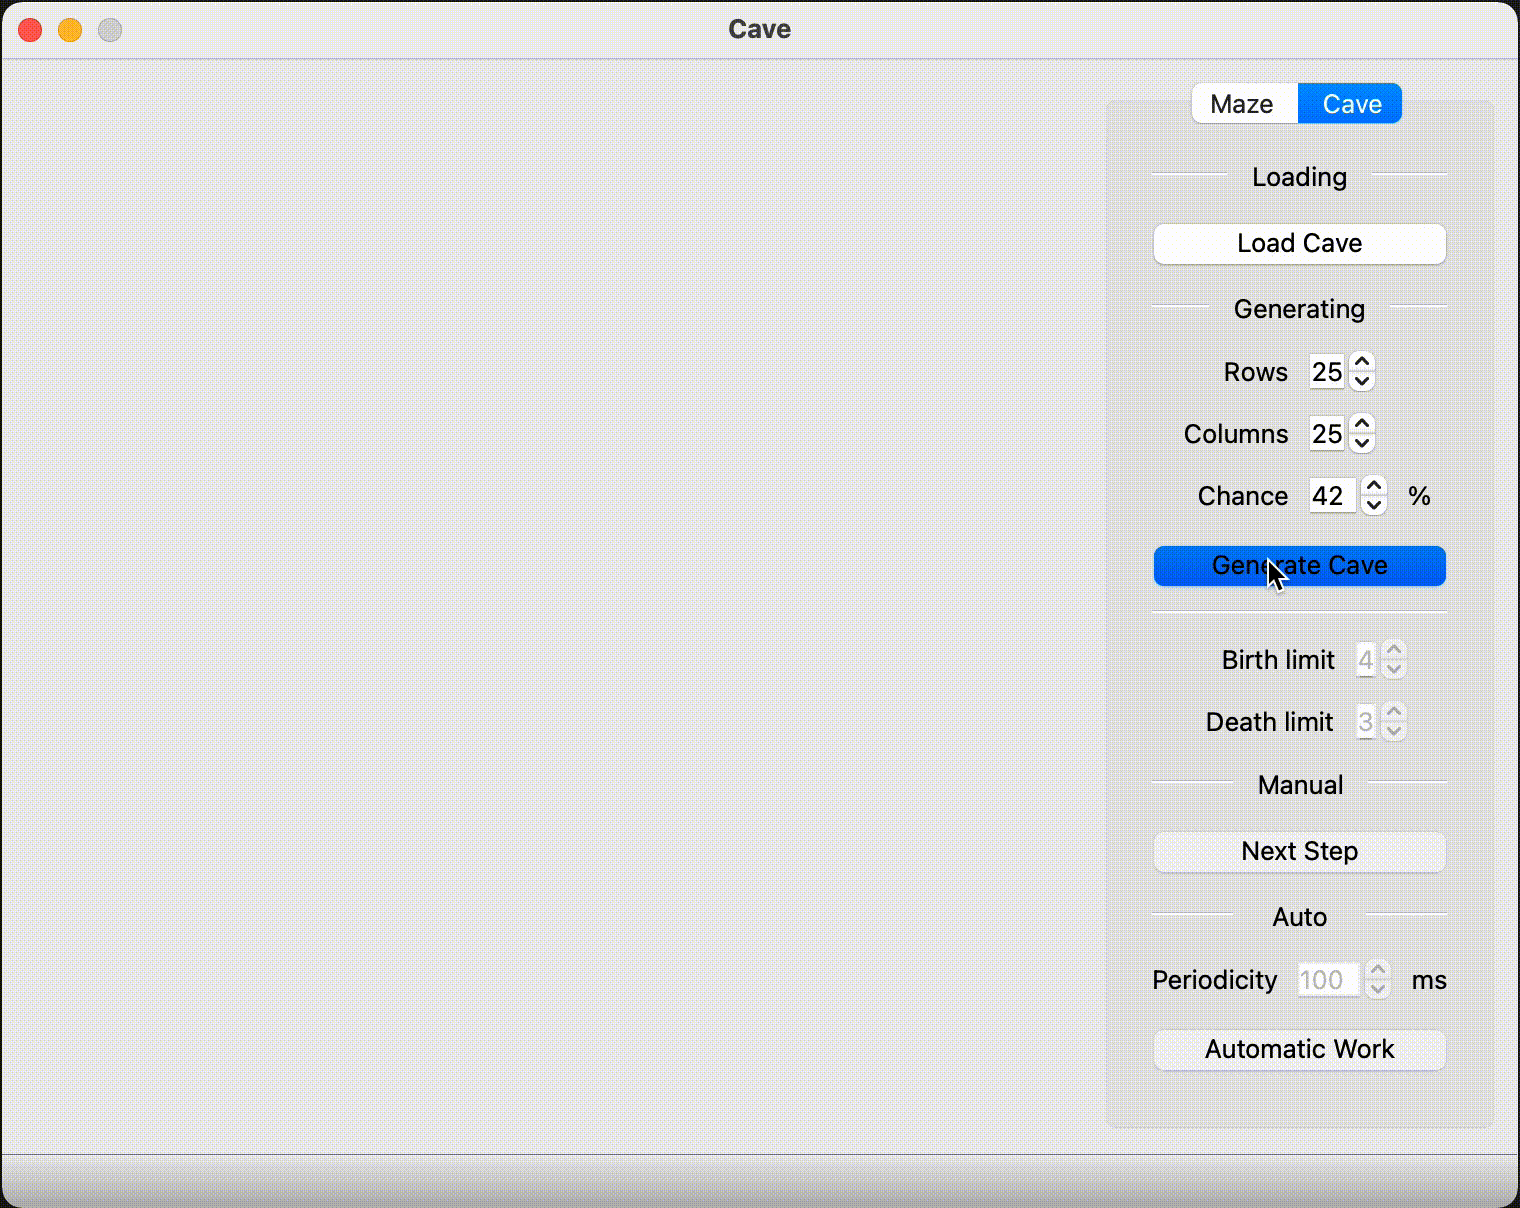 Cave
Maze Cave
Loading
Load Cave
Generating
Rows 25
Columns 25
Chance 42 %
Generate Cave
Birth limit 4
Death limit 3
Manual
Next Step
Auto
Periodicity 100 ms
Automatic Work